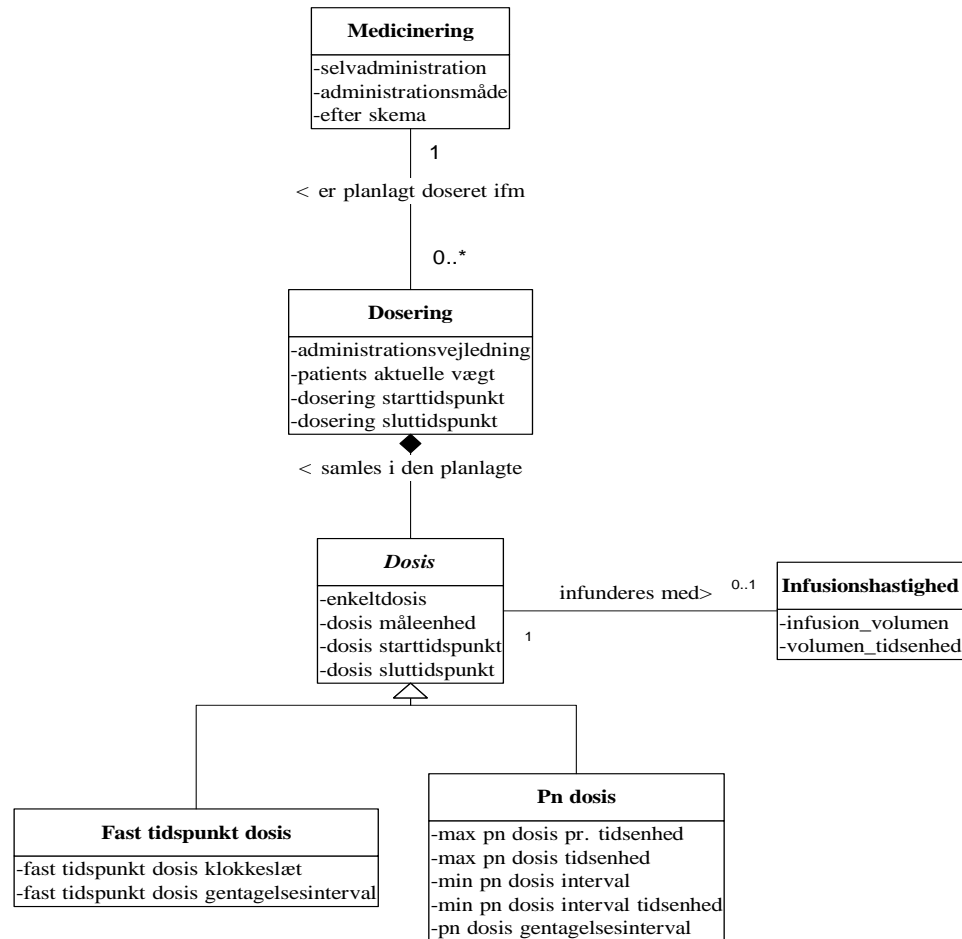 Medicinering
-selvadministration
-administrationsmåde
-efter skema
1
< er planlagt doseret ifm
0..*
Dosering
-administrationsvejledning
-patients aktuelle vægt
-dosering starttidspunkt
-dosering sluttidspunkt
< samles i den planlagte
Dosis
-enkeltdosis
-dosis måleenhed
-dosis starttidspunkt
-dosis sluttidspunkt
infunderes med>
0..1
1
Infusionshastighed
-infusion_volumen
-volumen_tidsenhed
Fast tidspunkt dosis
-fast tidspunkt dosis klokkeslæt
-fast tidspunkt dosis gentagelsesinterval
Pn dosis
-max pn dosis pr. tidsenhed
-max pn dosis tidsenhed
-min pn dosis interval
-min pn dosis interval tidsenhed
-pn dosis gentagelsesinterval